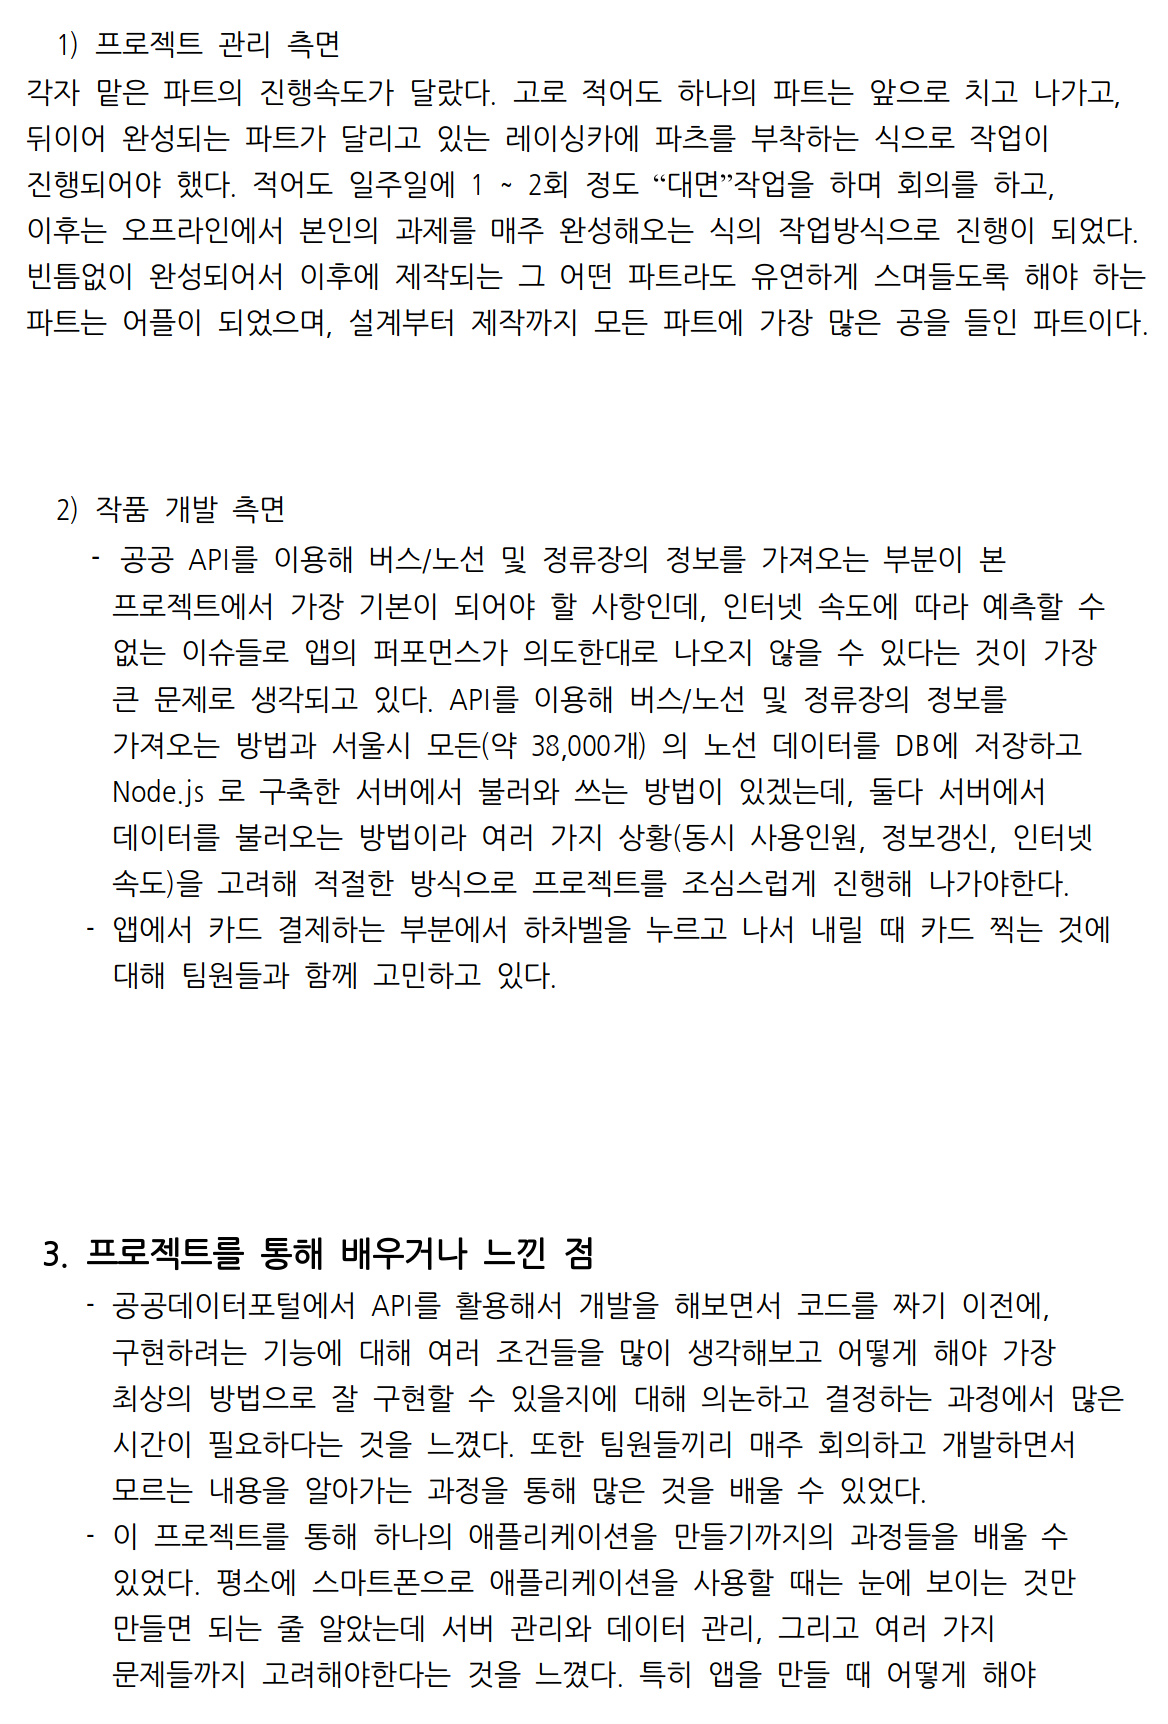 1) 프로젝트 관리 측면
각자 맡은 파트의 진행속도가 달랐다. 고로 적어도 하나의 파트는 앞으로 치고 나가고,
뒤이어 완성되는 파트가 달리고 있는 레이싱카에 파츠를 부착하는 식으로 작업이
진행되어야 했다. 적어도 일주일에 1 ~ 2회 정도 “대면”작업을 하며 회의를 하고,
이후는 오프라인에서 본인의 과제를 매주 완성해오는 식의 작업방식으로 진행이 되었다.
빈틈없이 완성되어서 이후에 제작되는 그 어떤 파트라도 유연하게 스며들도록 해야 하는
파트는 어플이 되었으며, 설계부터 제작까지 모든 파트에 가장 많은 공을 들인 파트이다.
2) 작품 개발 측면
- 공공 API를 이용해 버스/노선 및 정류장의 정보를 가져오는 부분이 본
프로젝트에서 가장 기본이 되어야 할 사항인데, 인터넷 속도에 따라 예측할 수
없는 이슈들로 앱의 퍼포먼스가 의도한대로 나오지 않을 수 있다는 것이 가장
큰 문제로 생각되고 있다. API를 이용해 버스/노선 및 정류장의 정보를
가져오는 방법과 서울시 모든(약 38,000개) 의 노선 데이터를 DB에 저장하고
Node.js 로 구축한 서버에서 불러와 쓰는 방법이 있겠는데, 둘다 서버에서
데이터를 불러오는 방법이라 여러 가지 상황(동시 사용인원, 정보갱신, 인터넷
속도)을 고려해 적절한 방식으로 프로젝트를 조심스럽게 진행해 나가야한다.
- 앱에서 카드 결제하는 부분에서 하차벨을 누르고 나서 내릴 때 카드 찍는 것에
대해 팀원들과 함께 고민하고 있다.
3. 프로젝트를 통해 배우거나 느낀 점
- 공공데이터포털에서 API를 활용해서 개발을 해보면서 코드를 짜기 이전에,
구현하려는 기능에 대해 여러 조건들을 많이 생각해보고 어떻게 해야 가장
최상의 방법으로 잘 구현할 수 있을지에 대해 의논하고 결정하는 과정에서 많은
시간이 필요하다는 것을 느꼈다. 또한 팀원들끼리 매주 회의하고 개발하면서
모르는 내용을 알아가는 과정을 통해 많은 것을 배울 수 있었다.
- 이 프로젝트를 통해 하나의 애플리케이션을 만들기까지의 과정들을 배울 수
있었다. 평소에 스마트폰으로 애플리케이션을 사용할 때는 눈에 보이는 것만
만들면 되는 줄 알았는데 서버 관리와 데이터 관리, 그리고 여러 가지
문제들까지 고려해야한다는 것을 느꼈다. 특히 앱을 만들 때 어떻게 해야